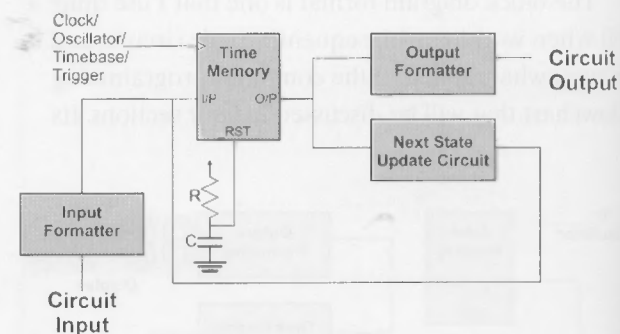 Clock/
Oscillator/
Timebase/
Trigger
Time
Memory
I/P
O/P
RST
Output
Formatter
Circuit
Output
Next State
Update Circuit
R
C
Input
Formatter
Circuit
Input